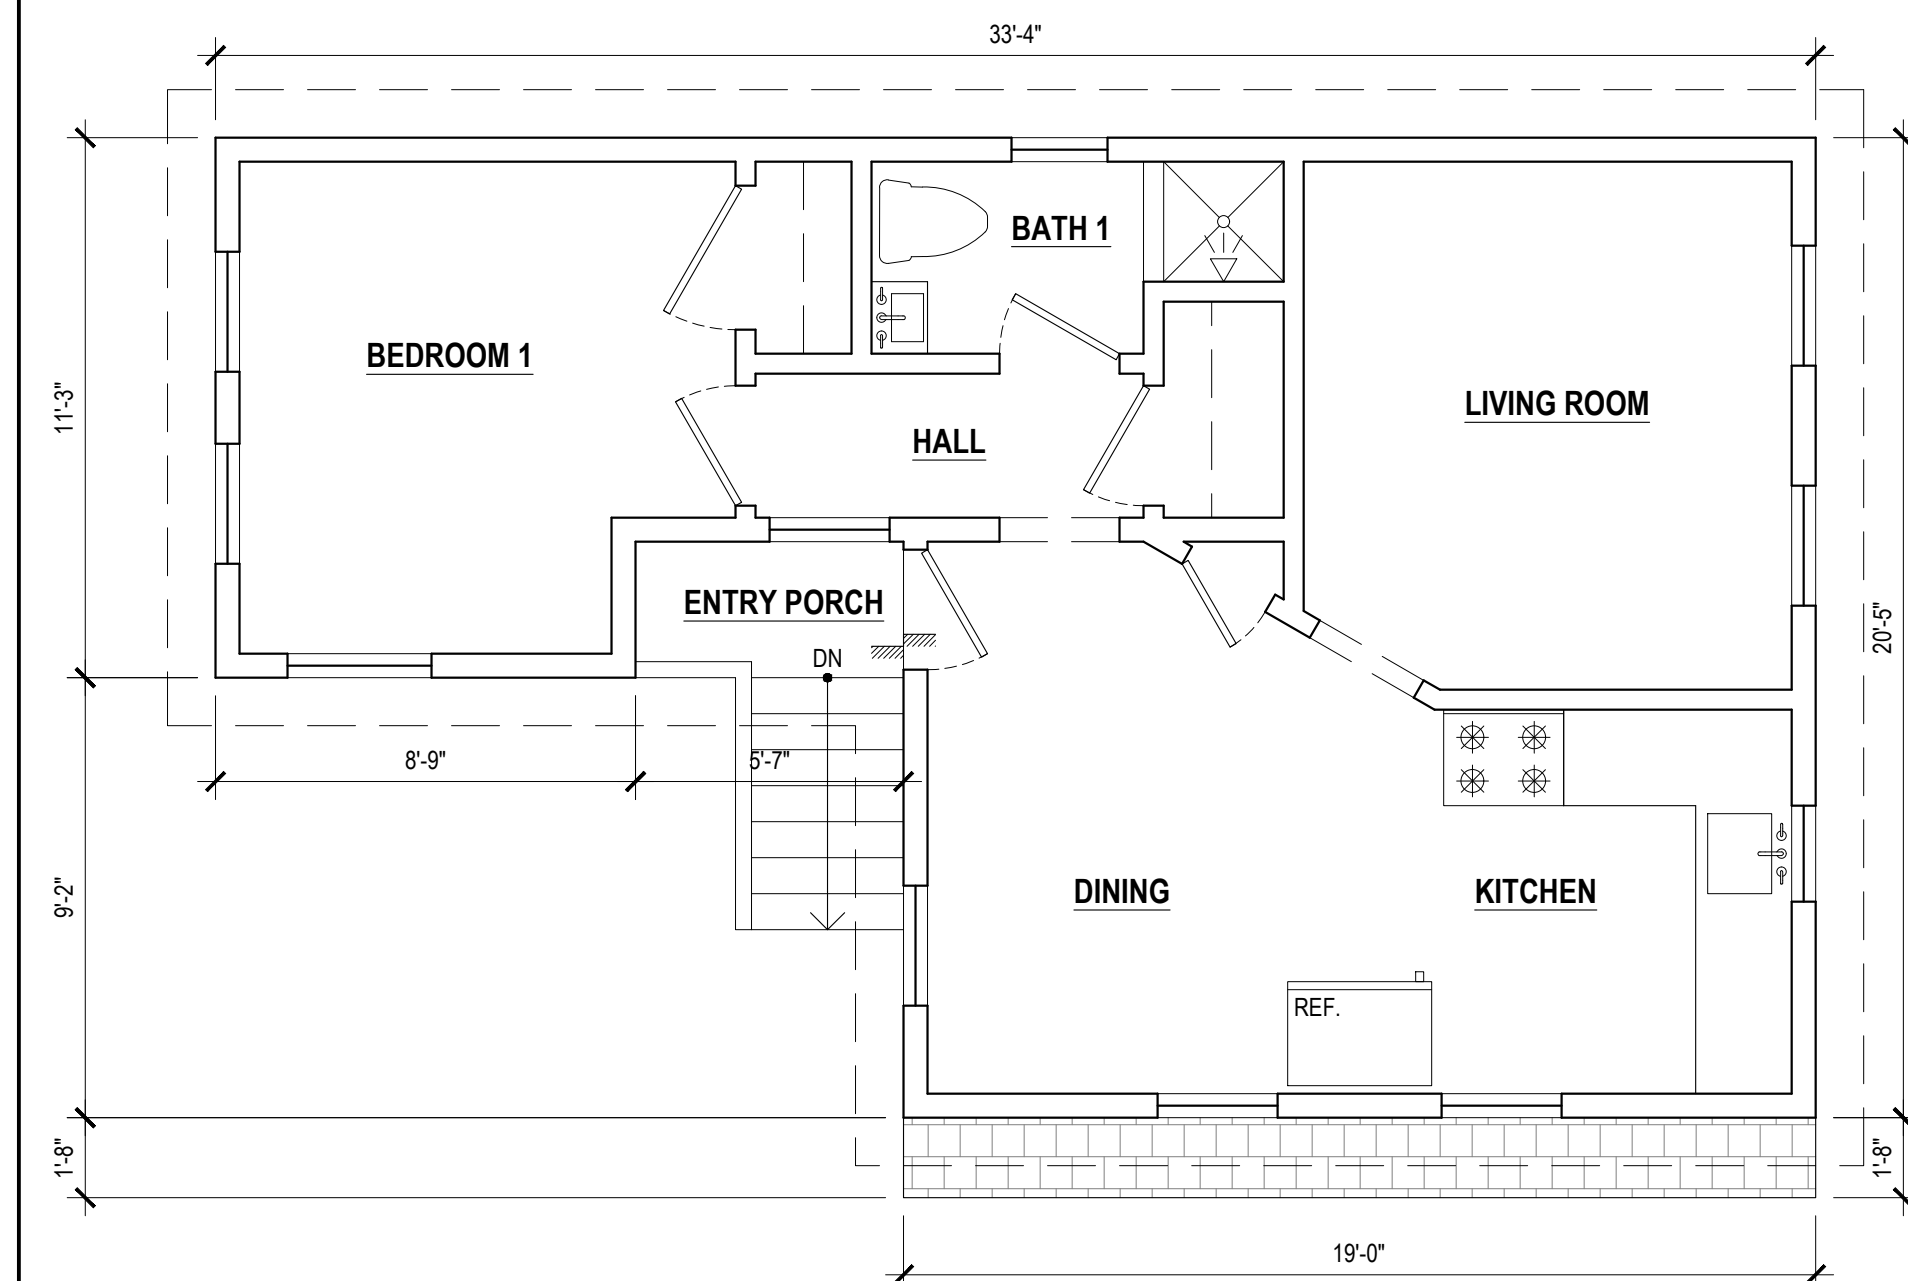 33'-4"
BATH 1
BEDROOM 1
11'-3"
LIVING ROOM
HALL
ENTRY PORCH
20'-5"
DN
8'-9"
5'-7"
9'-2"
DINING
KITCHEN
REF.
1'-8"
1'-8"
19'-0"